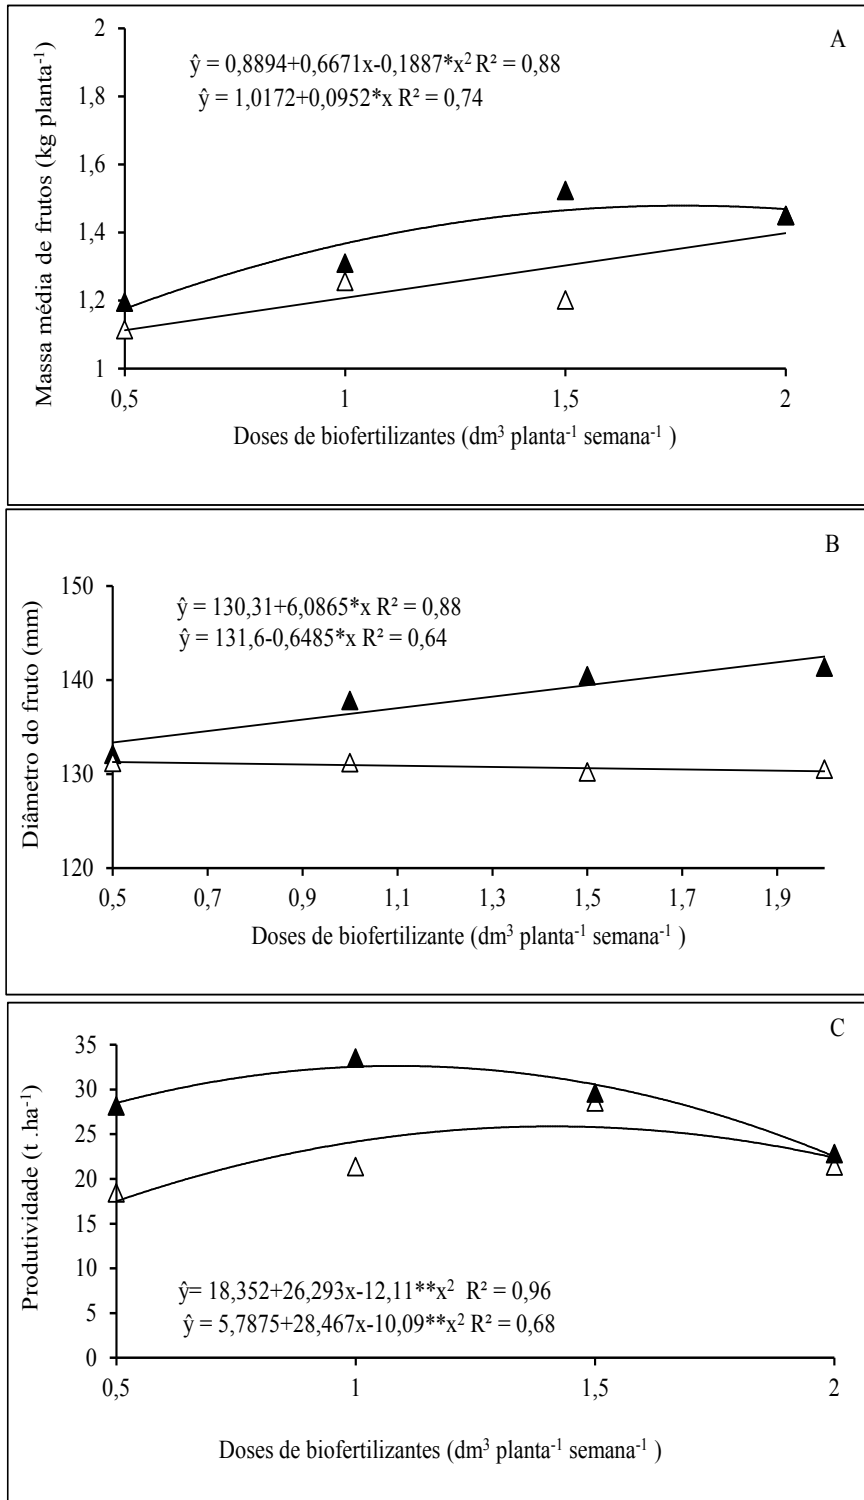 A
ŷ = 0,8894+0,6671x-0,1887*x² R² = 0,88
ŷ = 1,0172+0,0952*x R² = 0,74
Massa média de frutos (kg planta⁻¹)
2
1,8
1,6
1,4
1,2
1
0,5 1 1,5 2
Doses de biofertilizantes (dm³ planta⁻¹ semana⁻¹ )
B
ŷ = 130,31+6,0865*x R² = 0,88
ŷ = 131,6-0,6485*x R² = 0,64
Diâmetro do fruto (mm)
150
140
130
120
0,5 0,7 0,9 1,1 1,3 1,5 1,7 1,9
Doses de biofertilizante (dm³ planta⁻¹ semana⁻¹ )
C
Produtividade (t .ha⁻¹)
35
30
25
20
15
10
5
0
ŷ= 18,352+26,293x-12,11**x² R² = 0,96
ŷ = 5,7875+28,467x-10,09**x² R² = 0,68
0,5 1 1,5 2
Doses de biofertilizantes (dm³ planta⁻¹ semana⁻¹ )